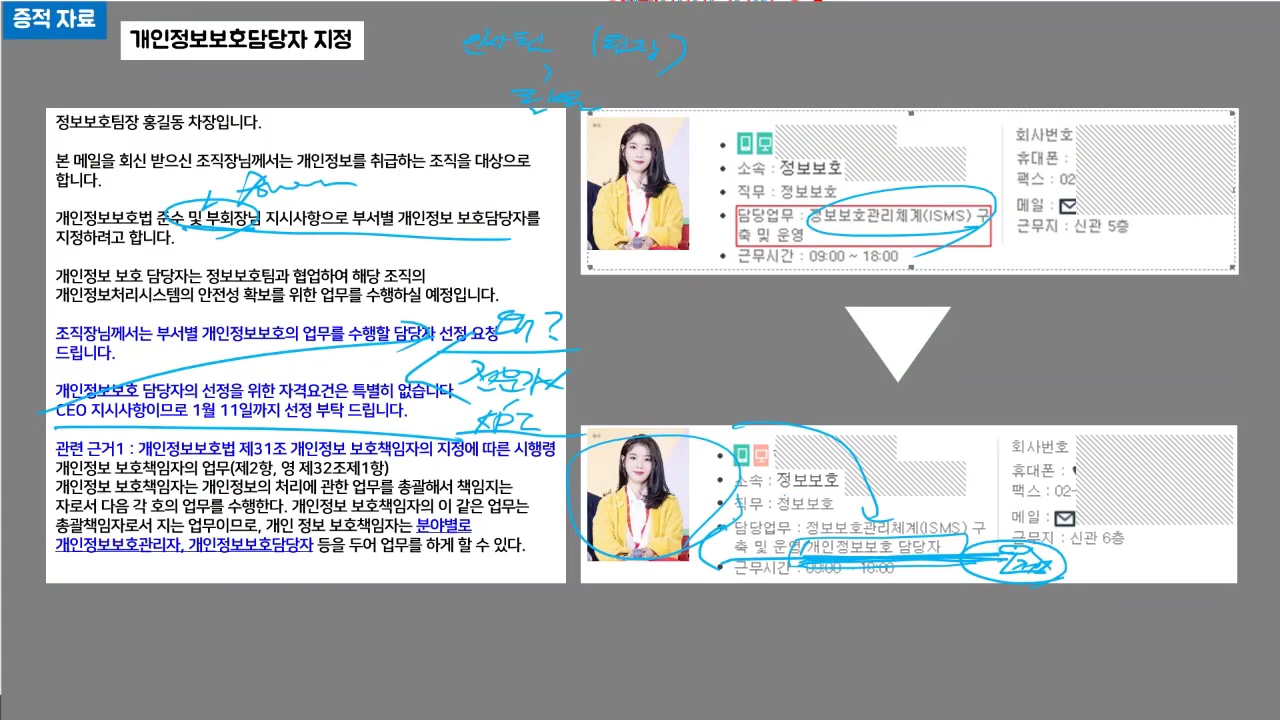 증적 자료
개인정보보호담당자 지정
(현장)
정보보호팀장 홍길동 차장입니다.
본 메일을 회신 받으신 조직장님께서는 개인정보를 취급하는 조직을 대상으로
합니다.
개인정보보호법 준수 및 부회장님 지시사항으로 부서별 개인정보 보호담당자를
지정하려고 합니다.
개인정보 보호 담당자는 정보보호팀과 협업하여 해당 조직의
개인정보처리시스템의 안전성 확보를 위한 업무를 수행하실 예정입니다.
조직장님께서는 부서별 개인정보보호의 업무를 수행할 담당자 선정 요청
드립니다.
개인정보보호 담당자의 선정을 위한 자격요건은 특별히 없습니다
CEO 지시사항이므로 1월 11일까지 선정 부탁 드립니다.
관련 근거1 : 개인정보보호법 제31조 개인정보 보호책임자의 지정에 따른 시행령
개인정보 보호책임자의 업무(제2항, 영 제32조제1항)
개인정보 보호책임자는 개인정보의 처리에 관한 업무를 총괄해서 책임지는
자로서 다음 각 호의 업무를 수행한다. 개인정보 보호책임자의 이 같은 업무는
총괄책임자로서 지는 업무이므로, 개인 정보 보호책임자는 분야별로
개인정보보호관리자, 개인정보보호담당자 등을 두어 업무를 하게 할 수 있다.
왜?
전문가x
소속 : 정보보호
직무 : 정보보호
담당업무 : 정보보호관리체계(ISMS) 구
축 및 운영
근무시간 : 09:00 ~ 18:00
회사번호
휴대폰 :
팩스 : 02
메일 :
근무지 : 신관 5층
소속 : 정보보호
직무 : 정보보호
담당업무 : 정보보호관리체계(ISMS) 구
축 및 운영 개인정보보호 담당자
근무시간 : 09:00 ~ 18:00
회사번호
휴대폰 :
팩스 : 02-
메일 :
근무지 : 신관 6층